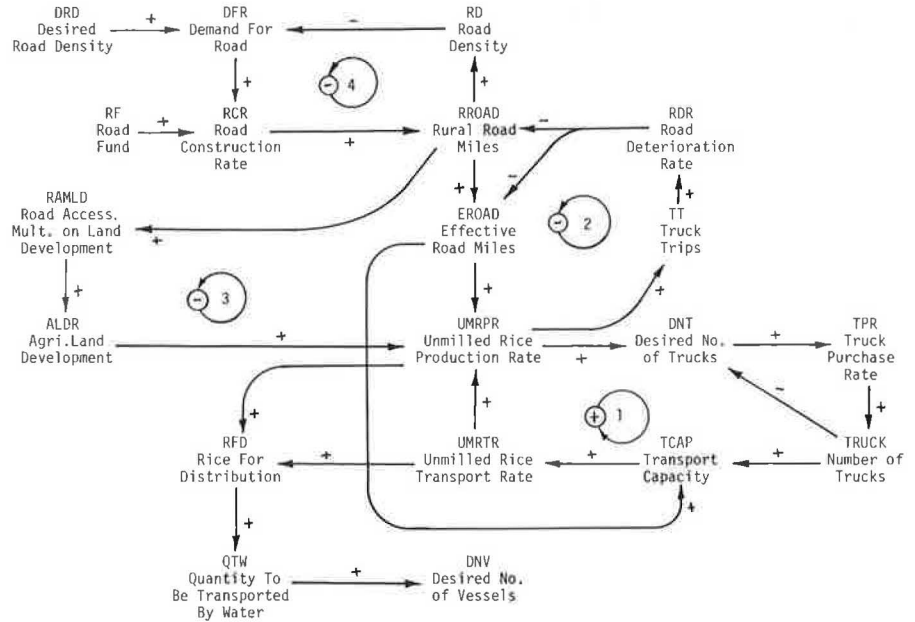 DRD
Desired
Road Density
+
DFR
Demand For
Road
−
RD
Road
Density
+
− 4
+
RF
Road
Fund
+
RCR
Road
Construction
Rate
+
RROAD
Rural Road
Miles
−
RDR
Road
Deterioration
Rate
−
+
+
RAMLD
Road Access.
Mult. on Land
Development
+
EROAD
Effective
Road Miles
− 2
TT
Truck
Trips
+
− 3
+
+
ALDR
Agri.Land
Development
+
UMRPR
Unmilled Rice
Production Rate
+
DNT
Desired No.
of Trucks
+
TPR
Truck
Purchase
Rate
−
+
+
+
+ 1
RFD
Rice For
Distribution
+
UMRTR
Unmilled Rice
Transport Rate
+
TCAP
Transport
Capacity
+
TRUCK
Number of
Trucks
+
+
QTW
Quantity To
Be Transported
By Water
+
DNV
Desired No.
of Vessels